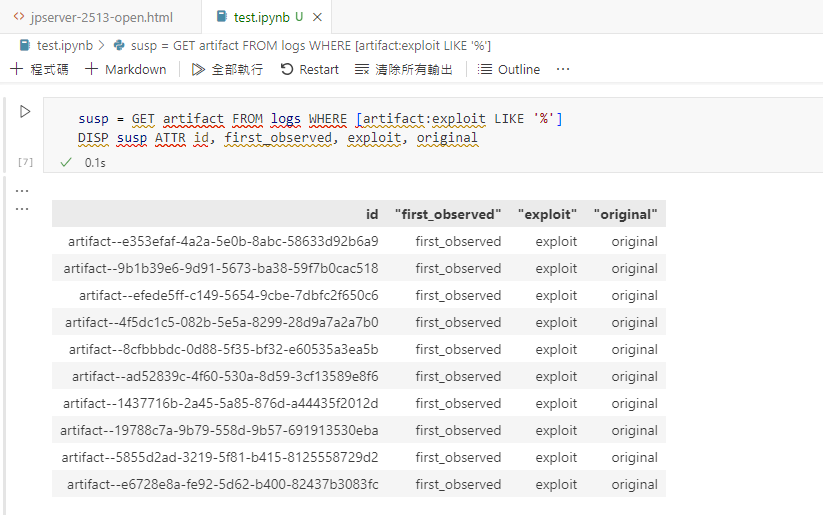 jpserver-2513-open.html
test.ipynb U
test.ipynb > susp = GET artifact FROM logs WHERE [artifact:exploit LIKE '%']
+ 程式碼 + Markdown 全部執行 Restart 清除所有輸出 Outline ...
susp = GET artifact FROM logs WHERE [artifact:exploit LIKE '%']
DISP susp ATTR id, first_observed, exploit, original
[7] 0.1s
...
...
id "first_observed" "exploit" "original"
artifact--e353efaf-4a2a-5e0b-8abc-58633d92b6a9 first_observed exploit original
artifact--9b1b39e6-9d91-5673-ba38-59f7b0cac518 first_observed exploit original
artifact--efede5ff-c149-5654-9cbe-7dbfc2f650c6 first_observed exploit original
artifact--4f5dc1c5-082b-5e5a-8299-28d9a7a2a7b0 first_observed exploit original
artifact--8cfbbbdc-0d88-5f35-bf32-e60535a3ea5b first_observed exploit original
artifact--ad52839c-4f60-530a-8d59-3cf13589e8f6 first_observed exploit original
artifact--1437716b-2a45-5a85-876d-a44435f2012d first_observed exploit original
artifact--19788c7a-9b79-558d-9b57-691913530eba first_observed exploit original
artifact--5855d2ad-3219-5f81-b415-8125558729d2 first_observed exploit original
artifact--e6728e8a-fe92-5d62-b400-82437b3083fc first_observed exploit original